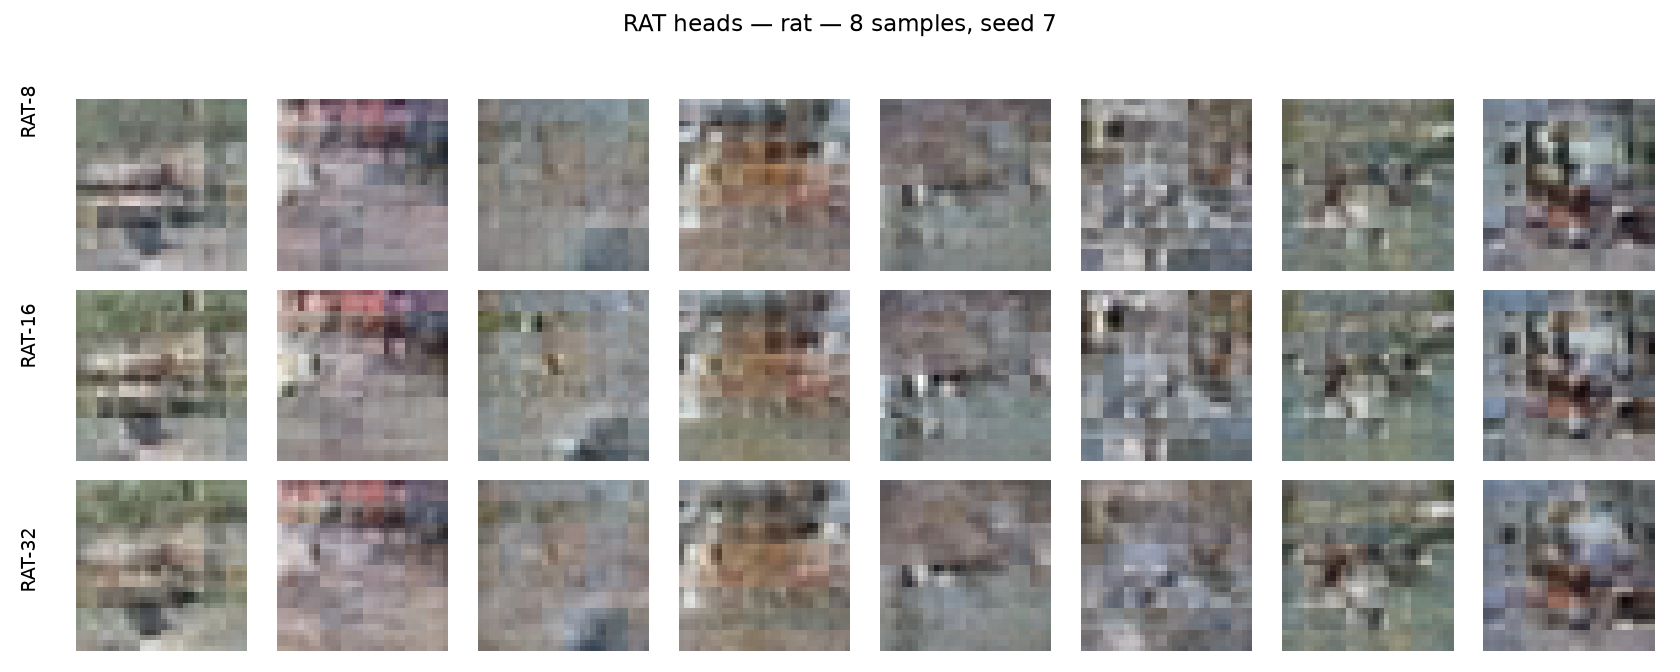 RAT heads — rat — 8 samples, seed 7
RAT-8
RAT-16
RAT-32